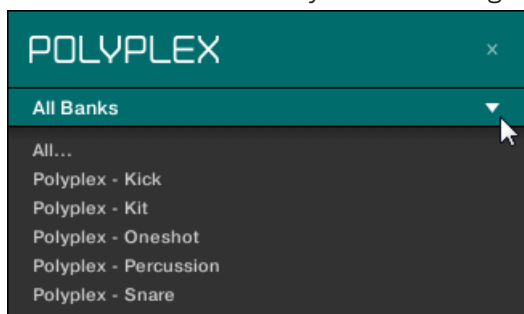 POLYPLEX ×
All Banks
All...
Polyplex - Kick
Polyplex - Kit
Polyplex - Oneshot
Polyplex - Percussion
Polyplex - Snare